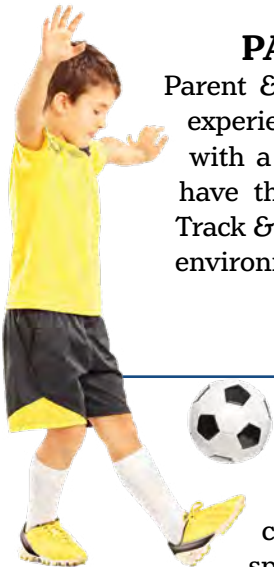 PA
Parent &
experie
with a
have th
Track &
environ
c
sp